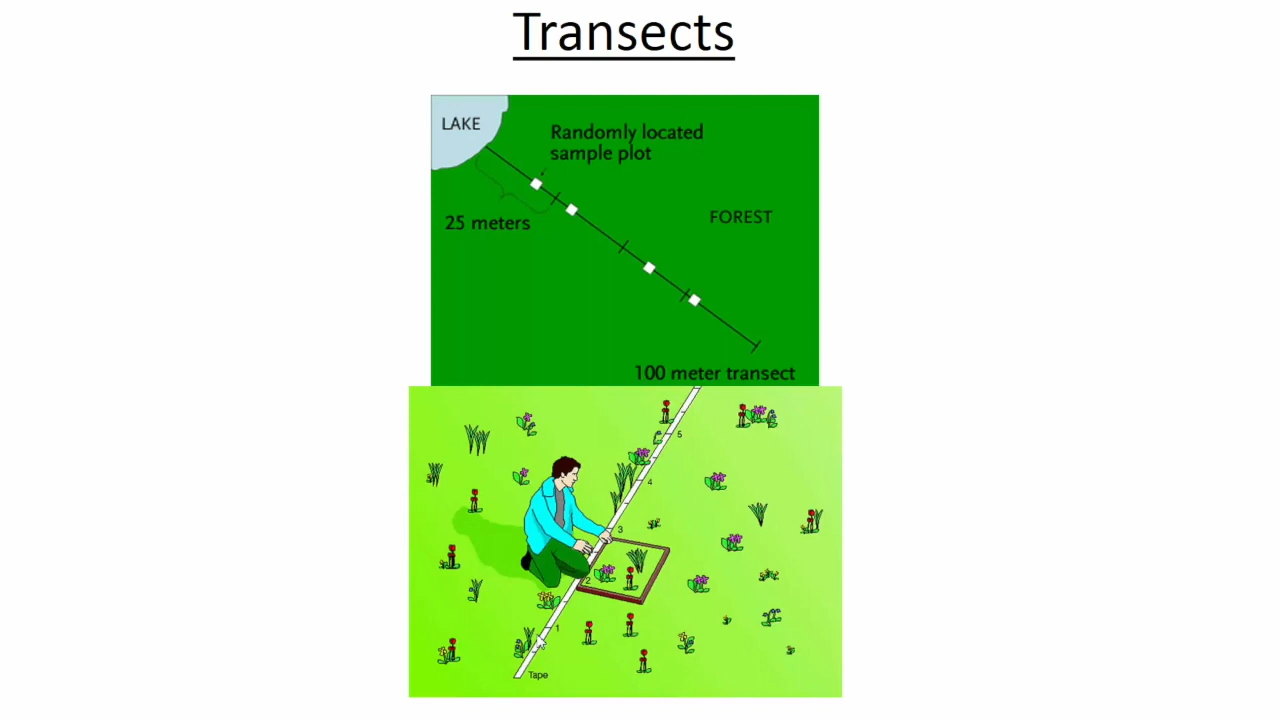 Transects
LAKE
Randomly located
sample plot
25 meters
FOREST
100 meter transect
5
4
3
2
1
Tape